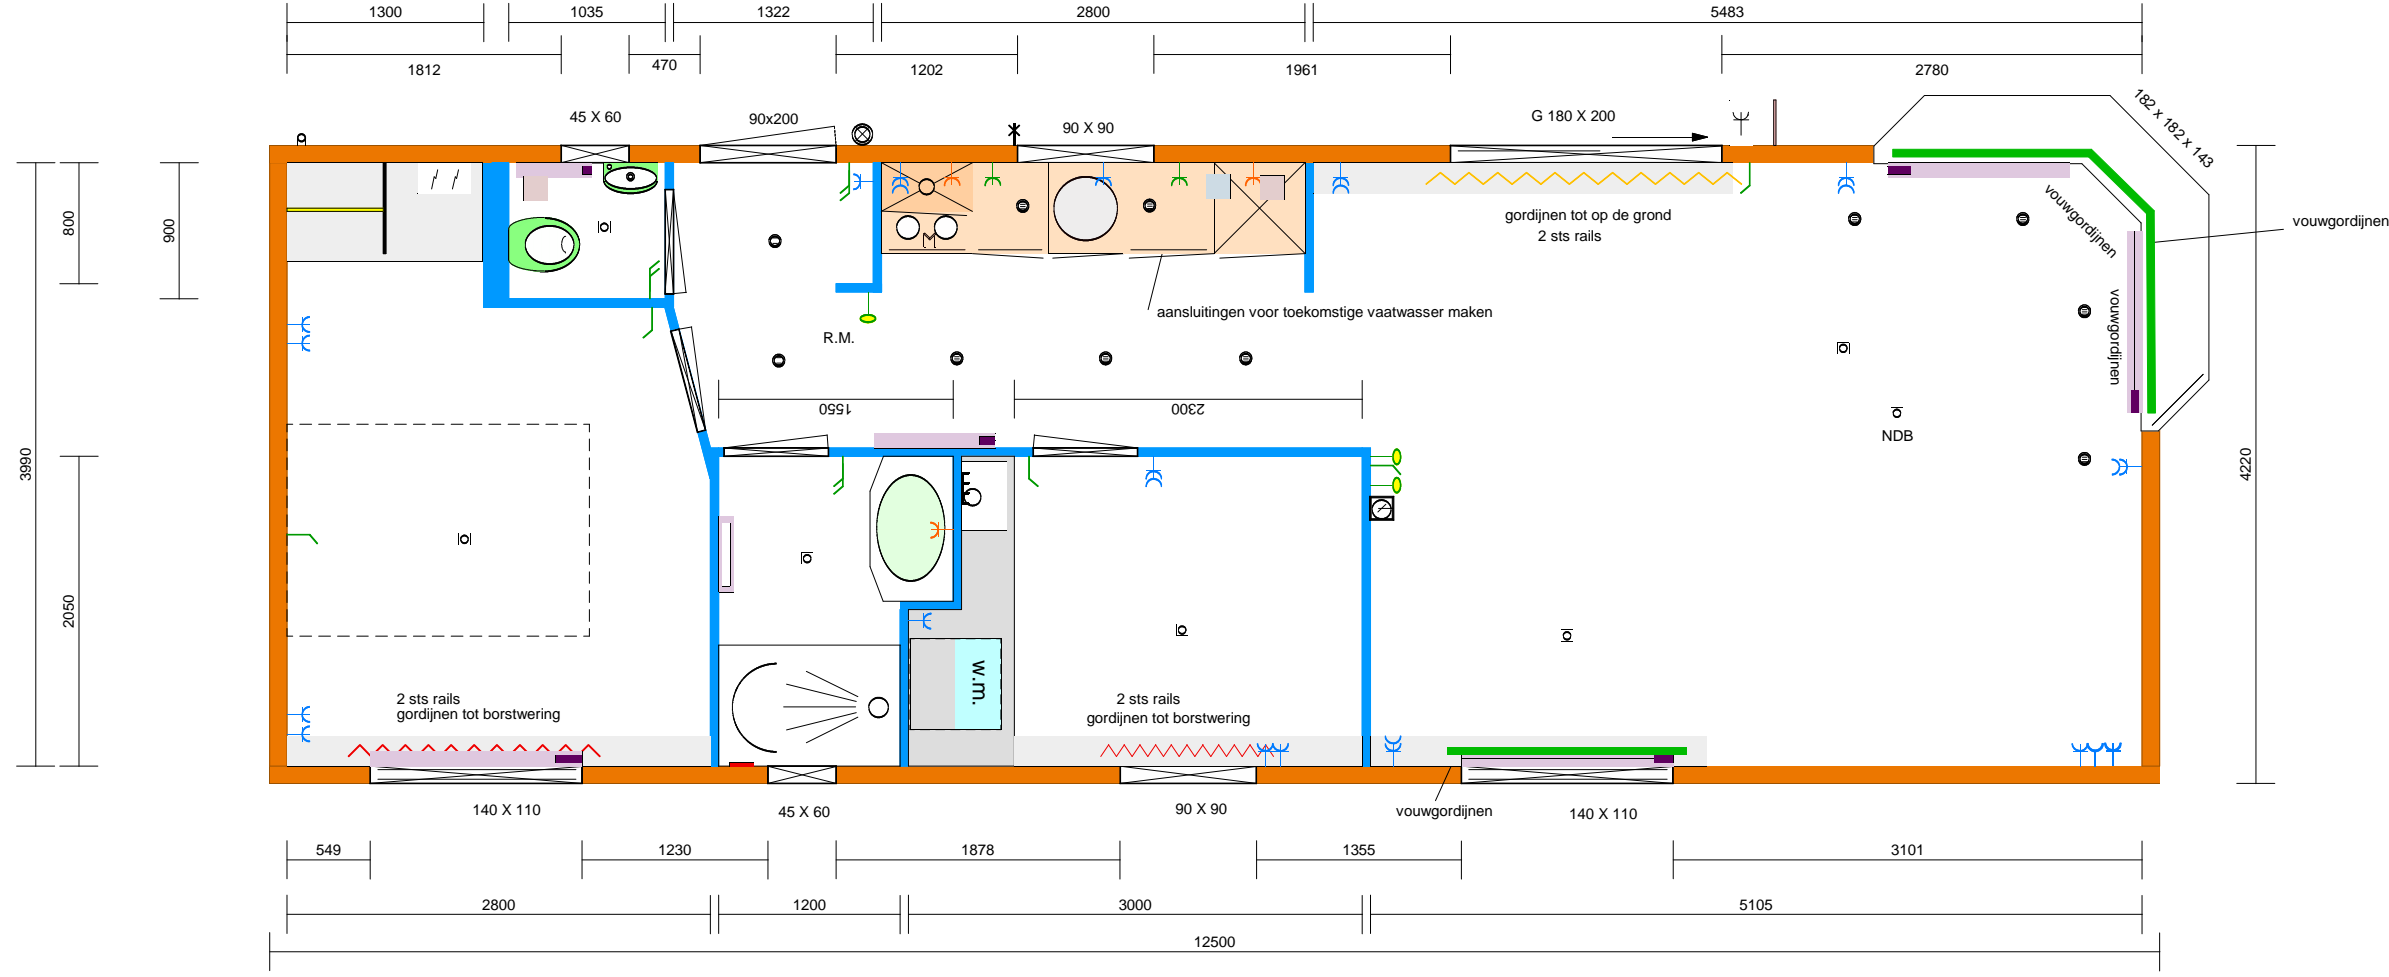 1300
1035
1322
2800
5483
1812
470
1202
1961
2780
45 X 60
90x200
90 X 90
G 180 X 200
182 x 182 x 143
3990
800
900
2050
4220
gordijnen tot op de grond
2 sts rails
vouwgordijnen
vouwgordijnen
vouwgordijnen
aansluitingen voor toekomstige vaatwasser maken
M
R.M.
1550
2300
NDB
w.m.
2 sts rails
gordijnen tot borstwering
2 sts rails
gordijnen tot borstwering
vouwgordijnen
140 X 110
45 X 60
90 X 90
140 X 110
549
1230
1878
1355
3101
2800
1200
3000
5105
12500